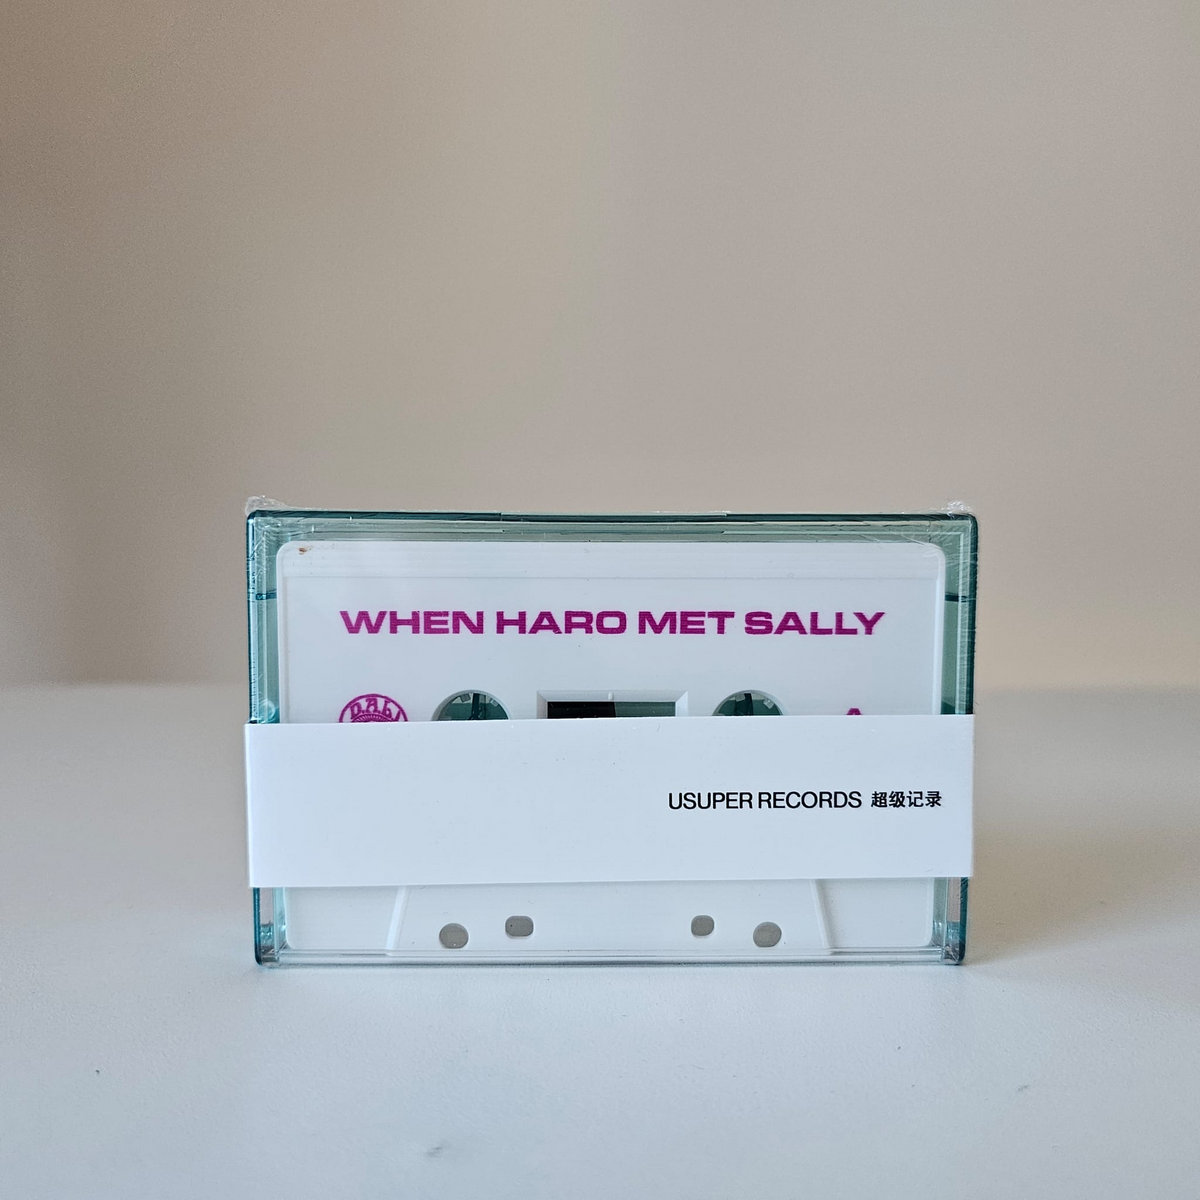 WHEN HARO MET SALLY
A
USUPER RECORDS 超级记录